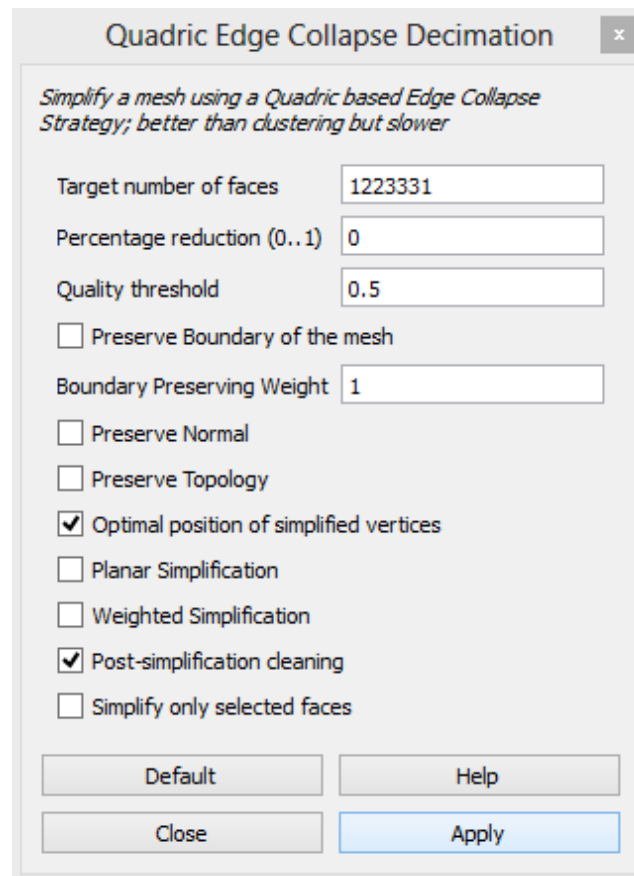 Quadric Edge Collapse Decimation
x
Simplify a mesh using a Quadric based Edge Collapse
Strategy; better than clustering but slower
Target number of faces 1223331
Percentage reduction (0..1) 0
Quality threshold 0.5
Preserve Boundary of the mesh
Boundary Preserving Weight 1
Preserve Normal
Preserve Topology
Optimal position of simplified vertices
Planar Simplification
Weighted Simplification
Post-simplification cleaning
Simplify only selected faces
Default Help
Close Apply